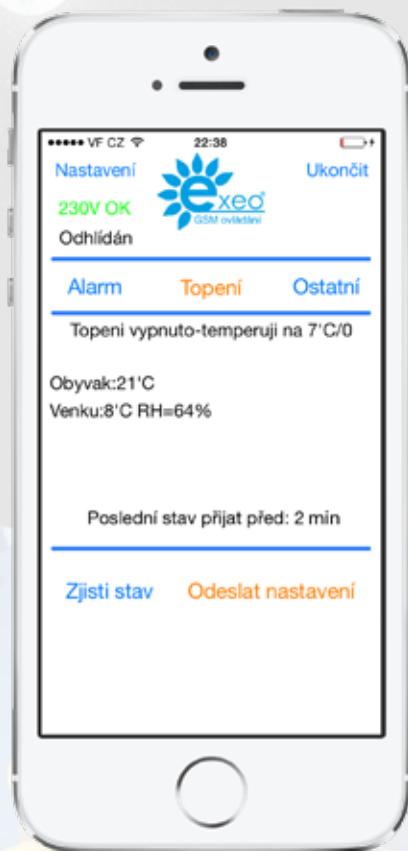 VF CZ 22:38
Nastavení Ukončit
exeo
GSM ovládání
230V OK
Odhlídán
Alarm Topení Ostatní
Topeni vypnuto-temperuji na 7'C/0
Obyvak:21'C
Venku:8'C RH=64%
Poslední stav přijat před: 2 min
Zjisti stav Odeslat nastavení